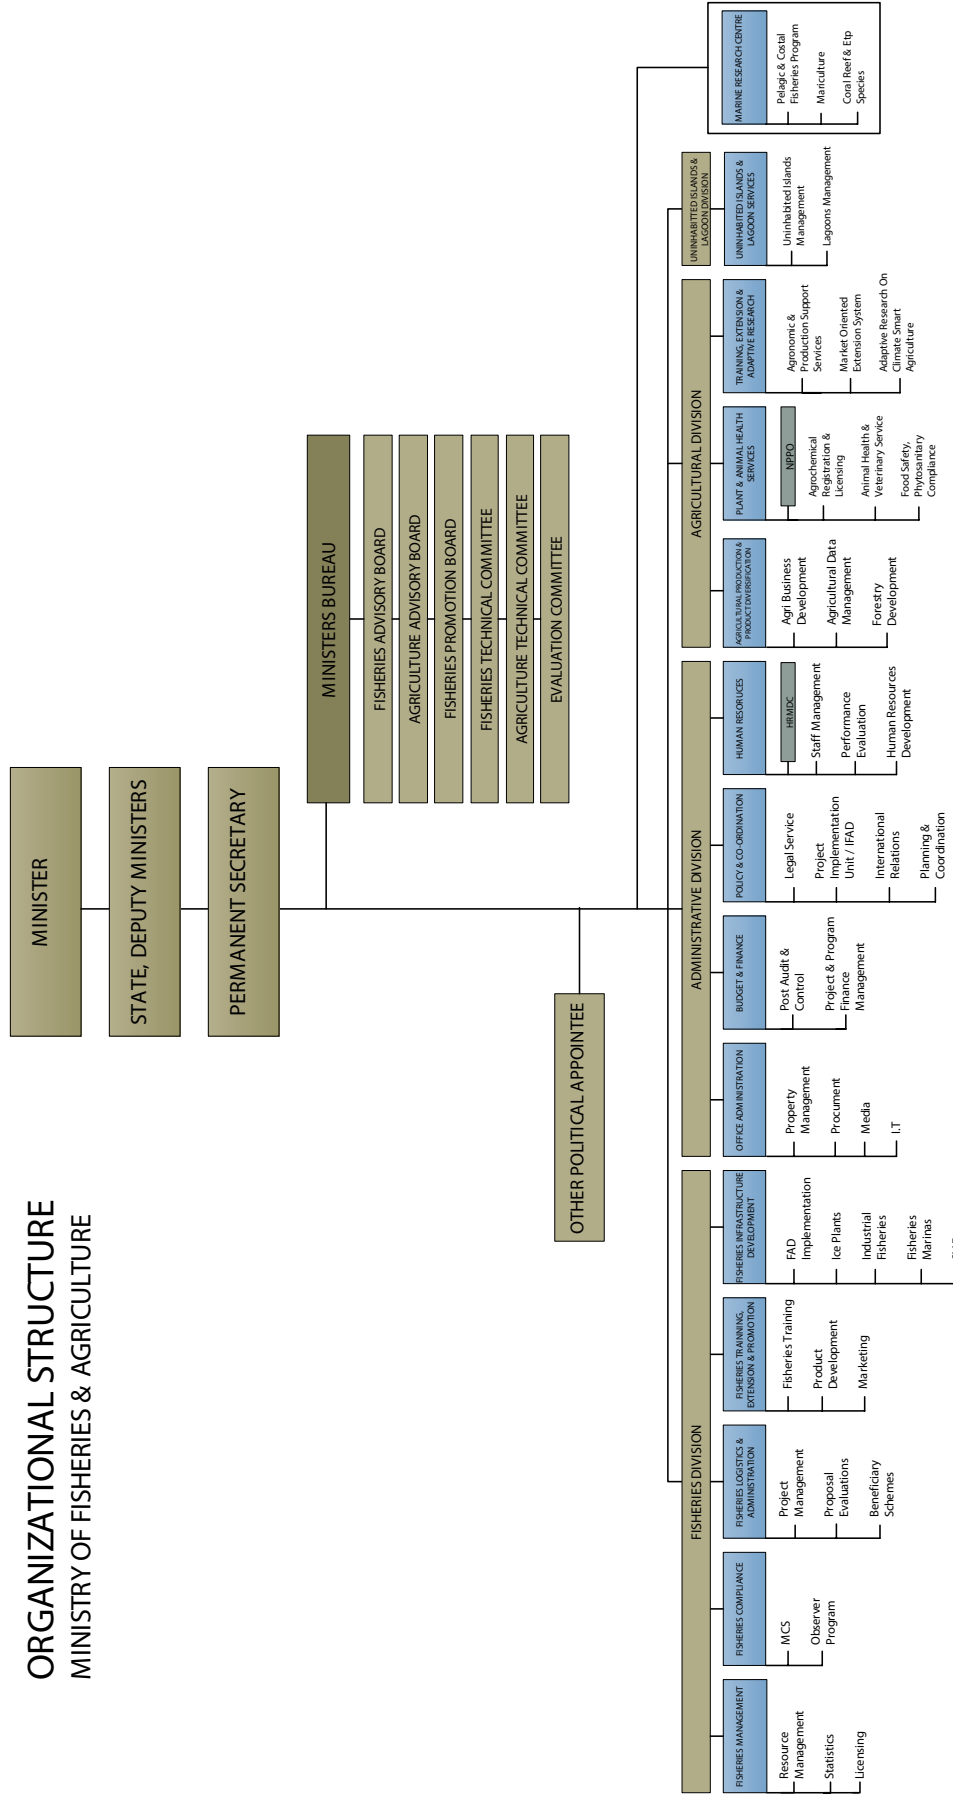 ORGANIZATIONAL STRUCTURE
MINISTRY OF FISHERIES & AGRICULTURE
MINISTER
STATE, DEPUTY MINISTERS
PERMANENT SECRETARY
MINISTERS BUREAU
FISHERIES ADVISORY BOARD
AGRICULTURE ADVISORY BOARD
FISHERIES PROMOTION BOARD
FISHERIES TECHNICAL COMMITTEE
AGRICULTURE TECHNICAL COMMITTEE
EVALUATION COMMITTEE
OTHER POLITICAL APPOINTEE
FISHERIES DIVISION
FISHERIES MANAGEMENT
Resource
Management
Statistics
Licensing
FISHERIES COMPLIANCE
MCS
Observer
Program
FISHERIES LOGISTICS &
ADMINISTRATION
Project
Management
Proposal
Evaluations
Beneficiary
Schemes
FISHERIES TRAINNING,
EXTENSION & PROMOTION
Fisheries Training
Product
Development
Marketing
FISHERIES INFRASTRUCTURE
DEVELOPMENT
FAD
Implementation
Ice Plants
Industrial
Fisheries
Fisheries
Marinas
ADMINISTRATIVE DIVISION
OFFICE ADMINISTRATION
Property
Management
Procument
Media
I.T
BUDGET & FINANCE
Post Audit &
Control
Project & Program
Finance
Management
POLICY & CO-ORDINATION
Legal Service
Project
Implementation
Unit / IFAD
International
Relations
Planning &
Coordination
HUMAN RESORUCES
HRMDC
Staff Management
Performance
Evaluation
Human Resources
Development
AGRICULTURAL DIVISION
AGRICULTURAL PRODUCTION &
PRODUCT DIVERSIFICATION
Agri Business
Development
Agricultural Data
Management
Forestry
Development
PLANT & ANIMAL HEALTH
SERVICES
NPPO
Agrochemical
Registration &
Licensing
Animal Health &
Veterinary Service
Food Safety,
Phytosanitary
Compliance
TRAINING, EXTENSION &
ADAPTIVE RESEARCH
Agronomic &
Production Support
Services
Market Oriented
Extension System
Adaptive Research On
Climate Smart
Agriculture
UNINHABITTED ISLANDS &
LAGOON DIVISION
UNINHABITED ISLANDS &
LAGOON SERVICES
Uninhabited Islands
Management
Lagoons Management
MARINE RESEARCH CENTRE
Pelagic & Costal
Fisheries Program
Mariculture
Coral Reef & Etp
Species